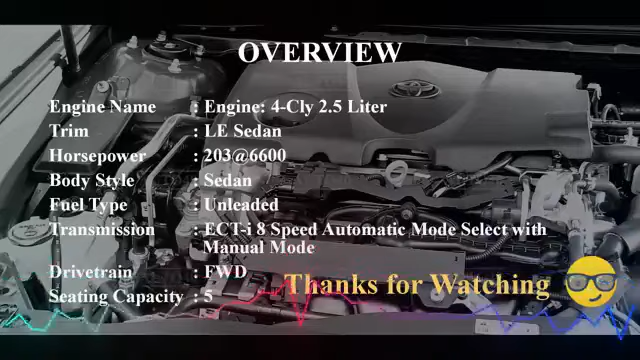 OVERVIEW
Engine Name : Engine: 4-Cly 2.5 Liter
Trim : LE Sedan
Horsepower : 203@6600
Body Style : Sedan
Fuel Type : Unleaded
Transmission : ECT-i 8 Speed Automatic Mode Select with
Manual Mode
Drivetrain : FWD
Seating Capacity : 5
Thanks for Watching